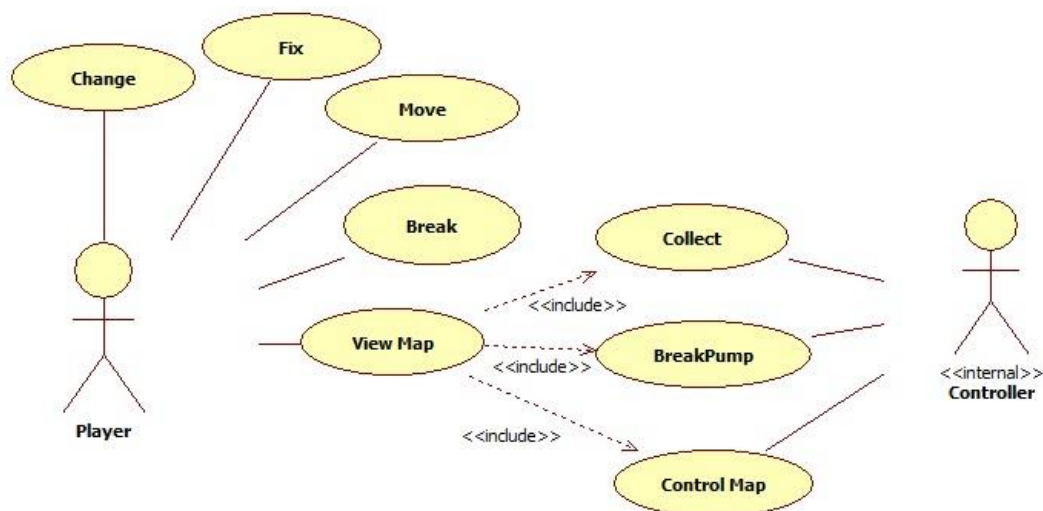 Fix
Change
Move
Break
Collect
<<include>>
View Map
BreakPump
<<include>>
<<internal>>
Controller
Player
<<include>>
Control Map